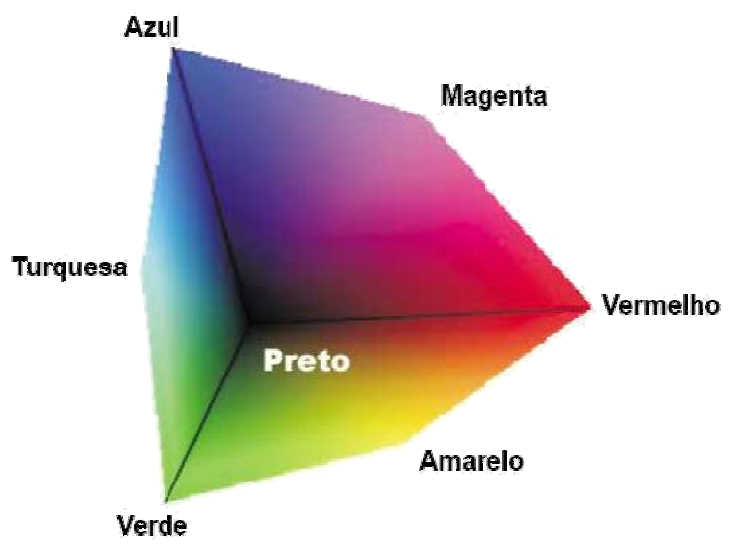 Azul
Magenta
Turquesa
Vermelho
Preto
Amarelo
Verde